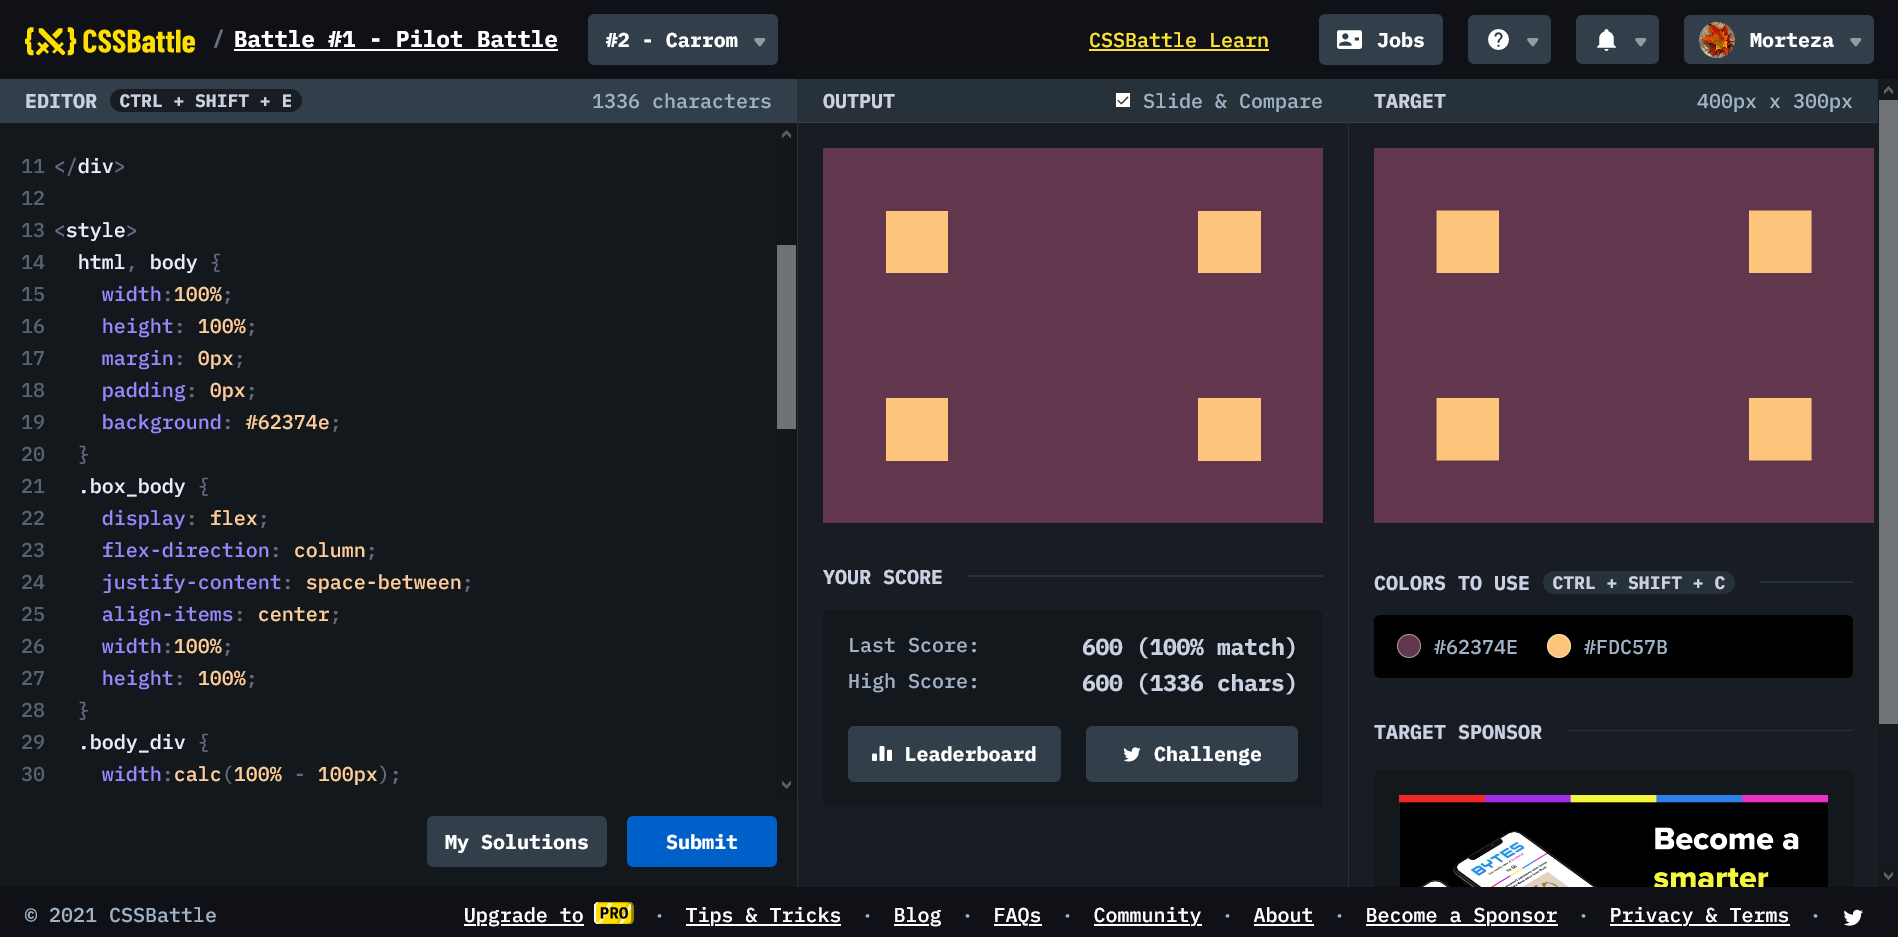 CSSBattle / Battle #1 - Pilot Battle #2 - Carrom CSSBattle Learn Jobs Morteza
EDITOR CTRL + SHIFT + E 1336 characters
11 </div>
12
13 <style>
14 html, body {
15 width:100%;
16 height: 100%;
17 margin: 0px;
18 padding: 0px;
19 background: #62374e;
20 }
21 .box_body {
22 display: flex;
23 flex-direction: column;
24 justify-content: space-between;
25 align-items: center;
26 width:100%;
27 height: 100%;
28 }
29 .body_div {
30 width:calc(100% - 100px);
My Solutions Submit
OUTPUT Slide & Compare
YOUR SCORE
Last Score: 600 (100% match)
High Score: 600 (1336 chars)
Leaderboard Challenge
TARGET 400px x 300px
COLORS TO USE CTRL + SHIFT + C
#62374E #FDC57B
TARGET SPONSOR
BYTES
Become a
smarter
© 2021 CSSBattle Upgrade to PRO · Tips & Tricks · Blog · FAQs · Community · About · Become a Sponsor · Privacy & Terms ·